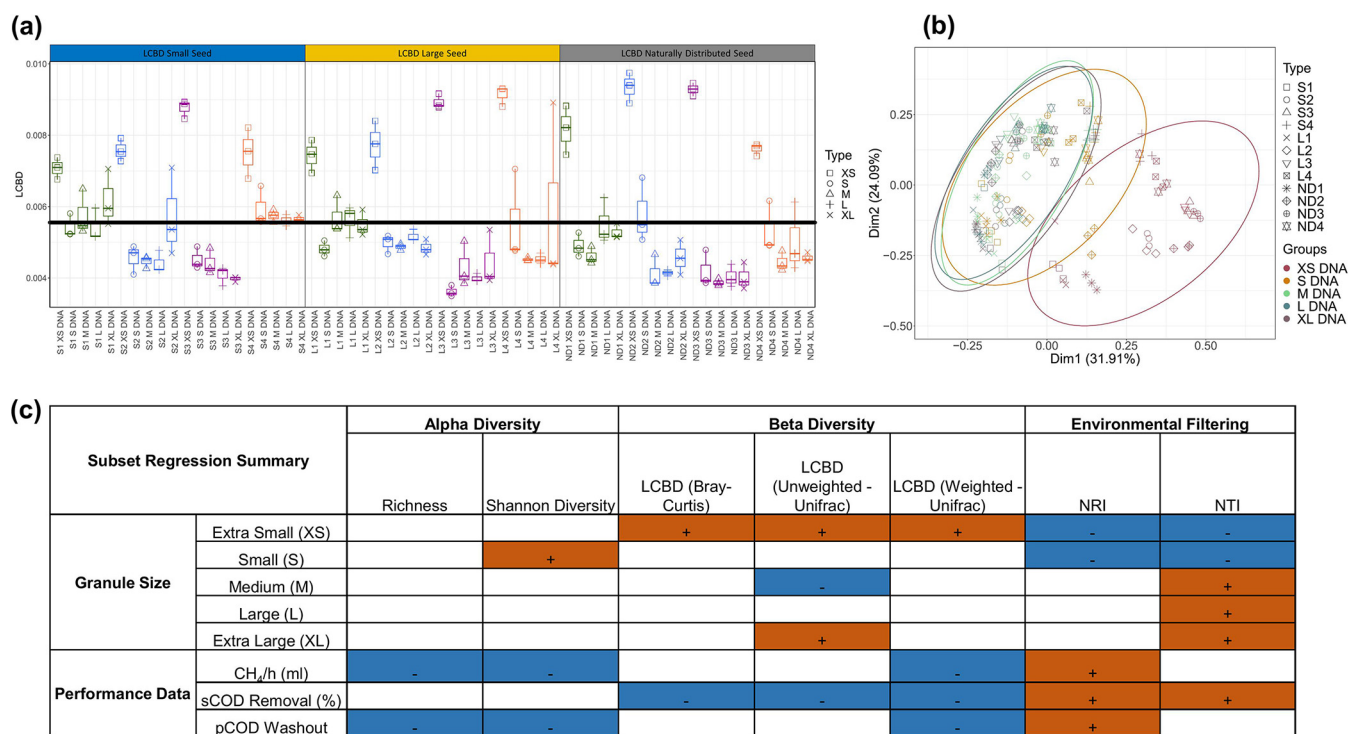 (a)
LCBD Small Seed
LCBD Large Seed
LCBD Naturally Distributed Seed
0.010
0.008
0.006
0.004
LCBD
S1 XS DNA
S1 S DNA
S1 M DNA
S1 L DNA
S1 XL DNA
S2 XS DNA
S2 S DNA
S2 M DNA
S2 L DNA
S2 XL DNA
S3 XS DNA
S3 S DNA
S3 M DNA
S3 L DNA
S3 XL DNA
S4 XS DNA
S4 S DNA
S4 M DNA
S4 L DNA
S4 XL DNA
L1 XS DNA
L1 S DNA
L1 M DNA
L1 L DNA
L1 XL DNA
L2 XS DNA
L2 S DNA
L2 M DNA
L2 L DNA
L2 XL DNA
L3 XS DNA
L3 S DNA
L3 M DNA
L3 L DNA
L3 XL DNA
L4 XS DNA
L4 S DNA
L4 M DNA
L4 L DNA
L4 XL DNA
ND1 XS DNA
ND1 S DNA
ND1 M DNA
ND1 L DNA
ND1 XL DNA
ND2 XS DNA
ND2 S DNA
ND2 M DNA
ND2 L DNA
ND2 XL DNA
ND3 XS DNA
ND3 S DNA
ND3 M DNA
ND3 L DNA
ND3 XL DNA
ND4 XS DNA
ND4 S DNA
ND4 M DNA
ND4 L DNA
ND4 XL DNA
Type
XS
S
M
L
XL
(b)
0.25
0.00
−0.25
−0.50
Dim2 (24.09%)
−0.25
0.00
0.25
0.50
Dim1 (31.91%)
Type
S1
S2
S3
S4
L1
L2
L3
L4
ND1
ND2
ND3
ND4
Groups
XS DNA
S DNA
M DNA
L DNA
XL DNA
(c)
Subset Regression Summary
Alpha Diversity
Beta Diversity
Environmental Filtering
Richness
Shannon Diversity
LCBD (Bray-
Curtis)
LCBD
(Unweighted -
Unifrac)
LCBD (Weighted -
Unifrac)
NRI
NTI
Granule Size
Extra Small (XS)
+ + + - -
Small (S)
+ - -
Medium (M)
- +
Large (L)
+
Extra Large (XL)
+ +
Performance Data
CH₄/h (ml)
- - - +
sCOD Removal (%)
- - - + +
pCOD Washout
- - - +